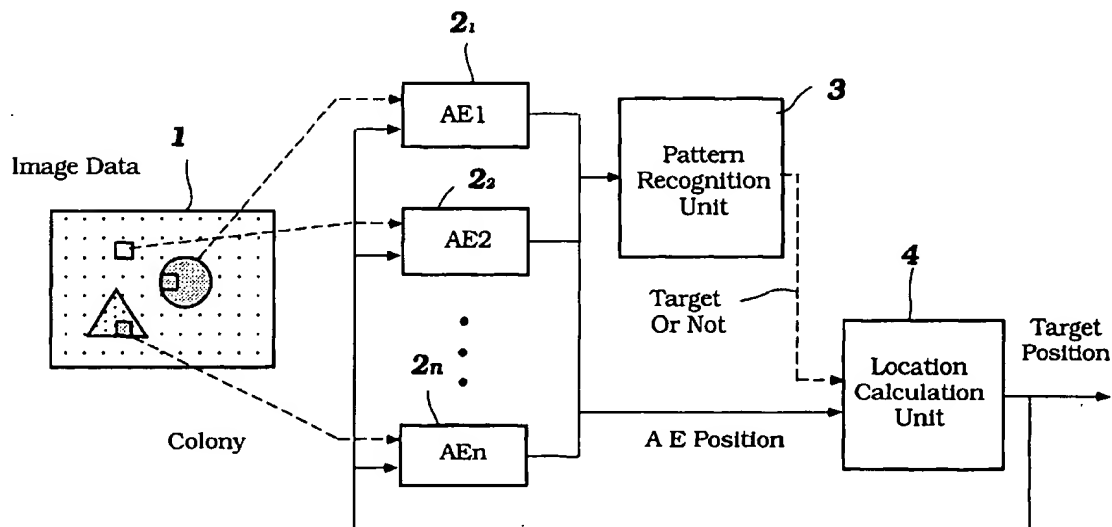 2₁
AE1
3
Pattern
Recognition
Unit
1
Image Data
2₂
AE2
4
Target
Or Not
Target
Position
Location
Calculation
Unit
2n
AEn
A E Position
Colony